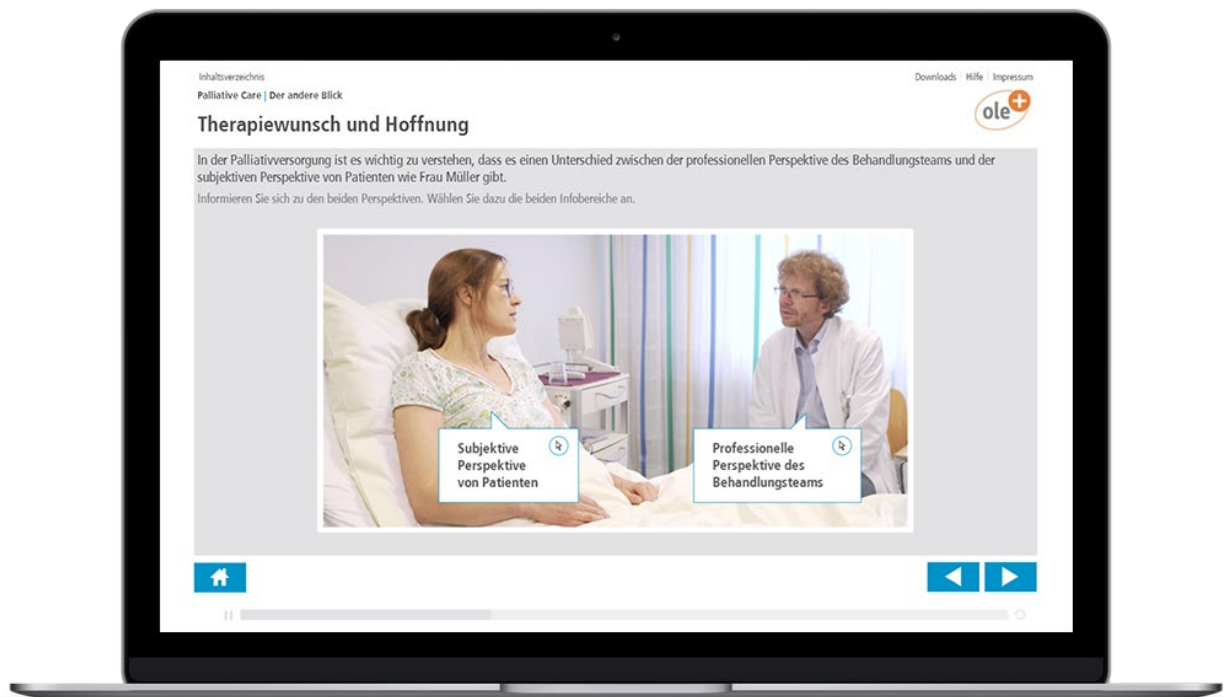 Inhaltsverzeichnis
Downloads | Hilfe | Impressum
Palliative Care | Der andere Blick
ole+
Therapiewunsch und Hoffnung
In der Palliativversorgung ist es wichtig zu verstehen, dass es einen Unterschied zwischen der professionellen Perspektive des Behandlungsteams und der
subjektiven Perspektive von Patienten wie Frau Müller gibt.
Informieren Sie sich zu den beiden Perspektiven. Wählen Sie dazu die beiden Infobereiche an.
Subjektive
Perspektive
von Patienten
Professionelle
Perspektive des
Behandlungsteams